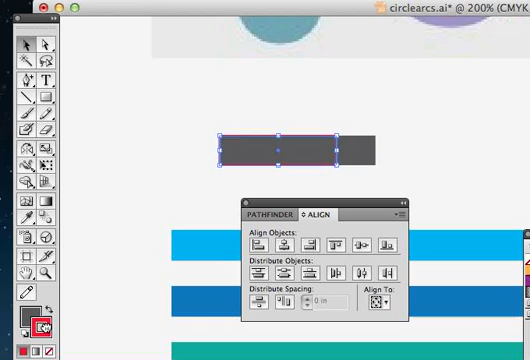 circlearcs.ai* @ 200% (CMYK
T
PATHFINDER ALIGN
Align Objects:
Distribute Objects:
Distribute Spacing:
Align To:
0 in